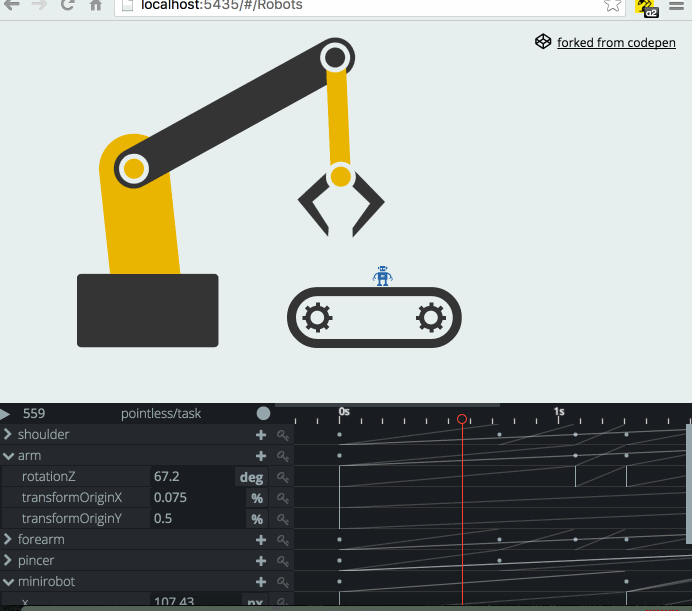 localhost:5435/#/Robots
α2
forked from codepen
559 pointless/task 0s 1s
shoulder
arm
rotationZ 67.2 deg
transformOriginX 0.075 %
transformOriginY 0.5 %
forearm
pincer
minirobot
x 107.43 px